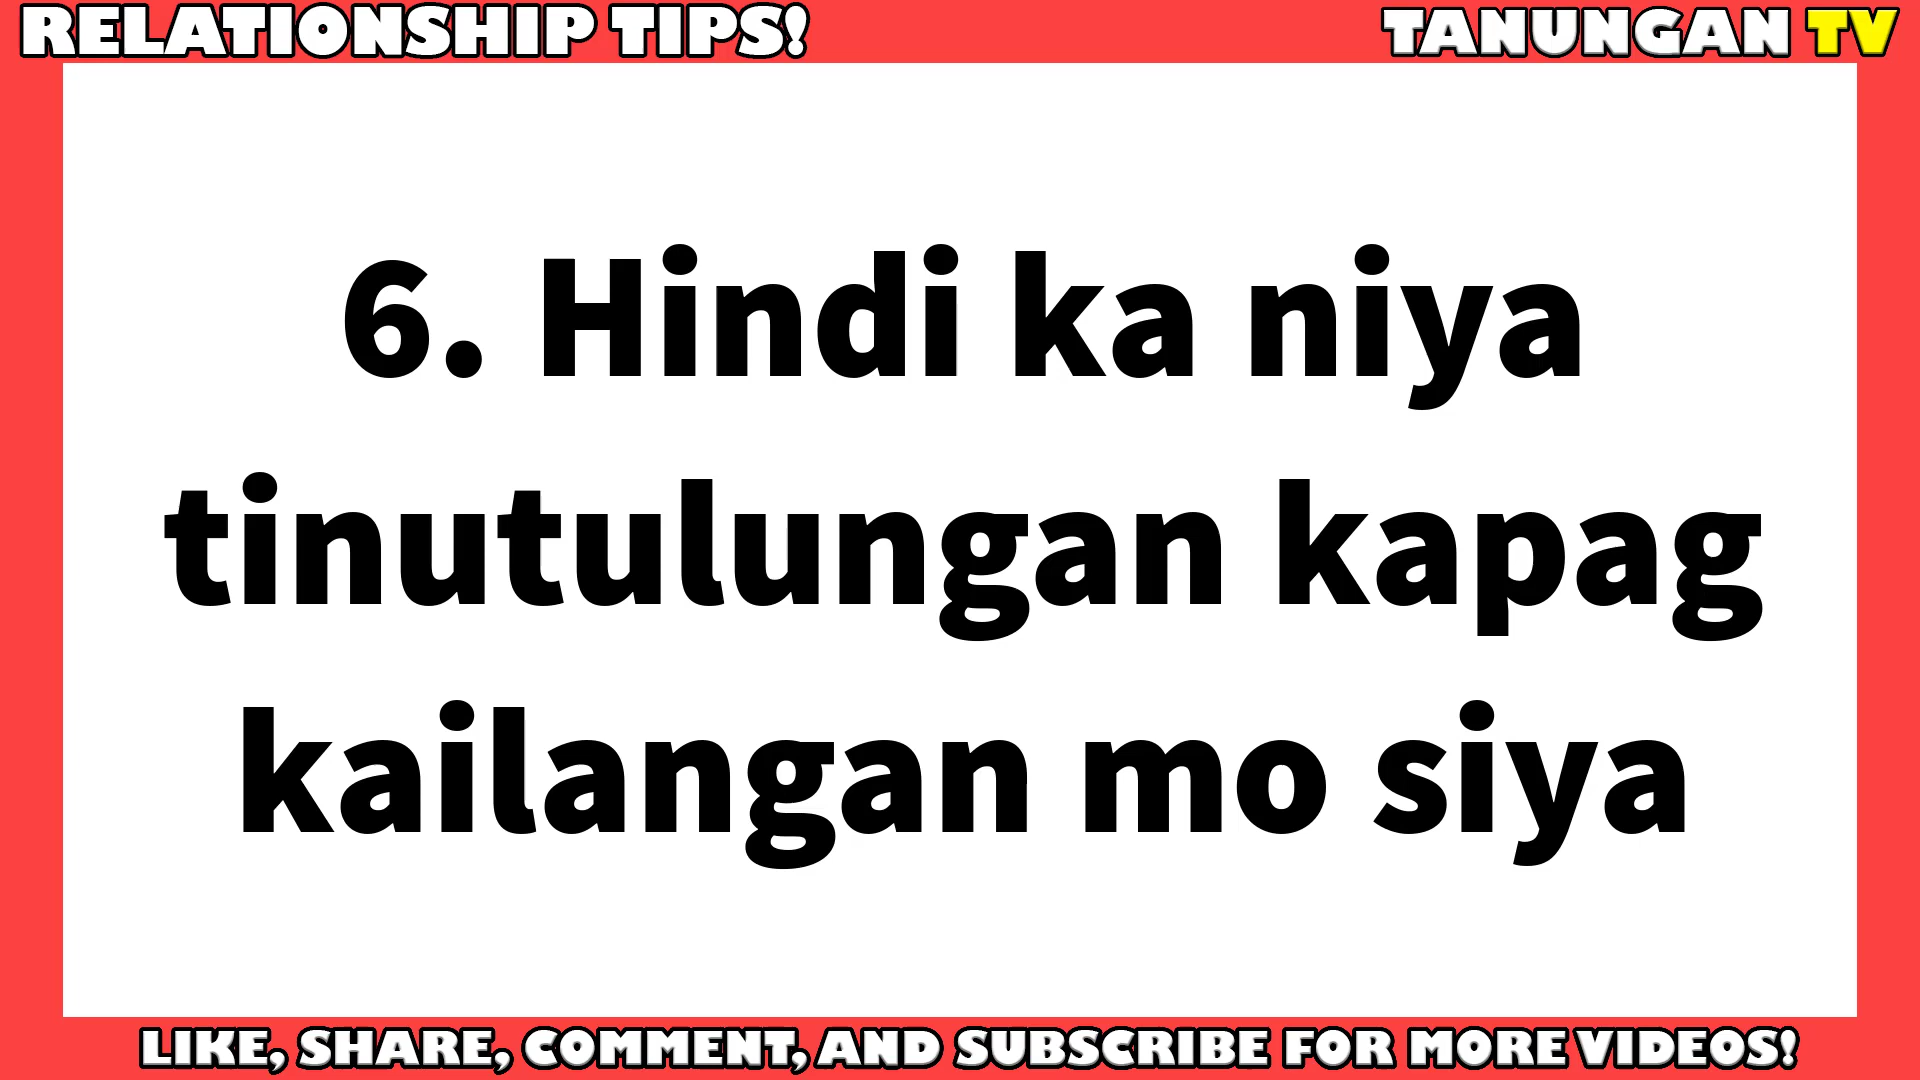 RELATIONSHIP TIPS!
TANUNGAN TV
6. Hindi ka niya
tinutulungan kapag
kailangan mo siya
LIKE, SHARE, COMMENT, AND SUBSCRIBE FOR MORE VIDEOS!